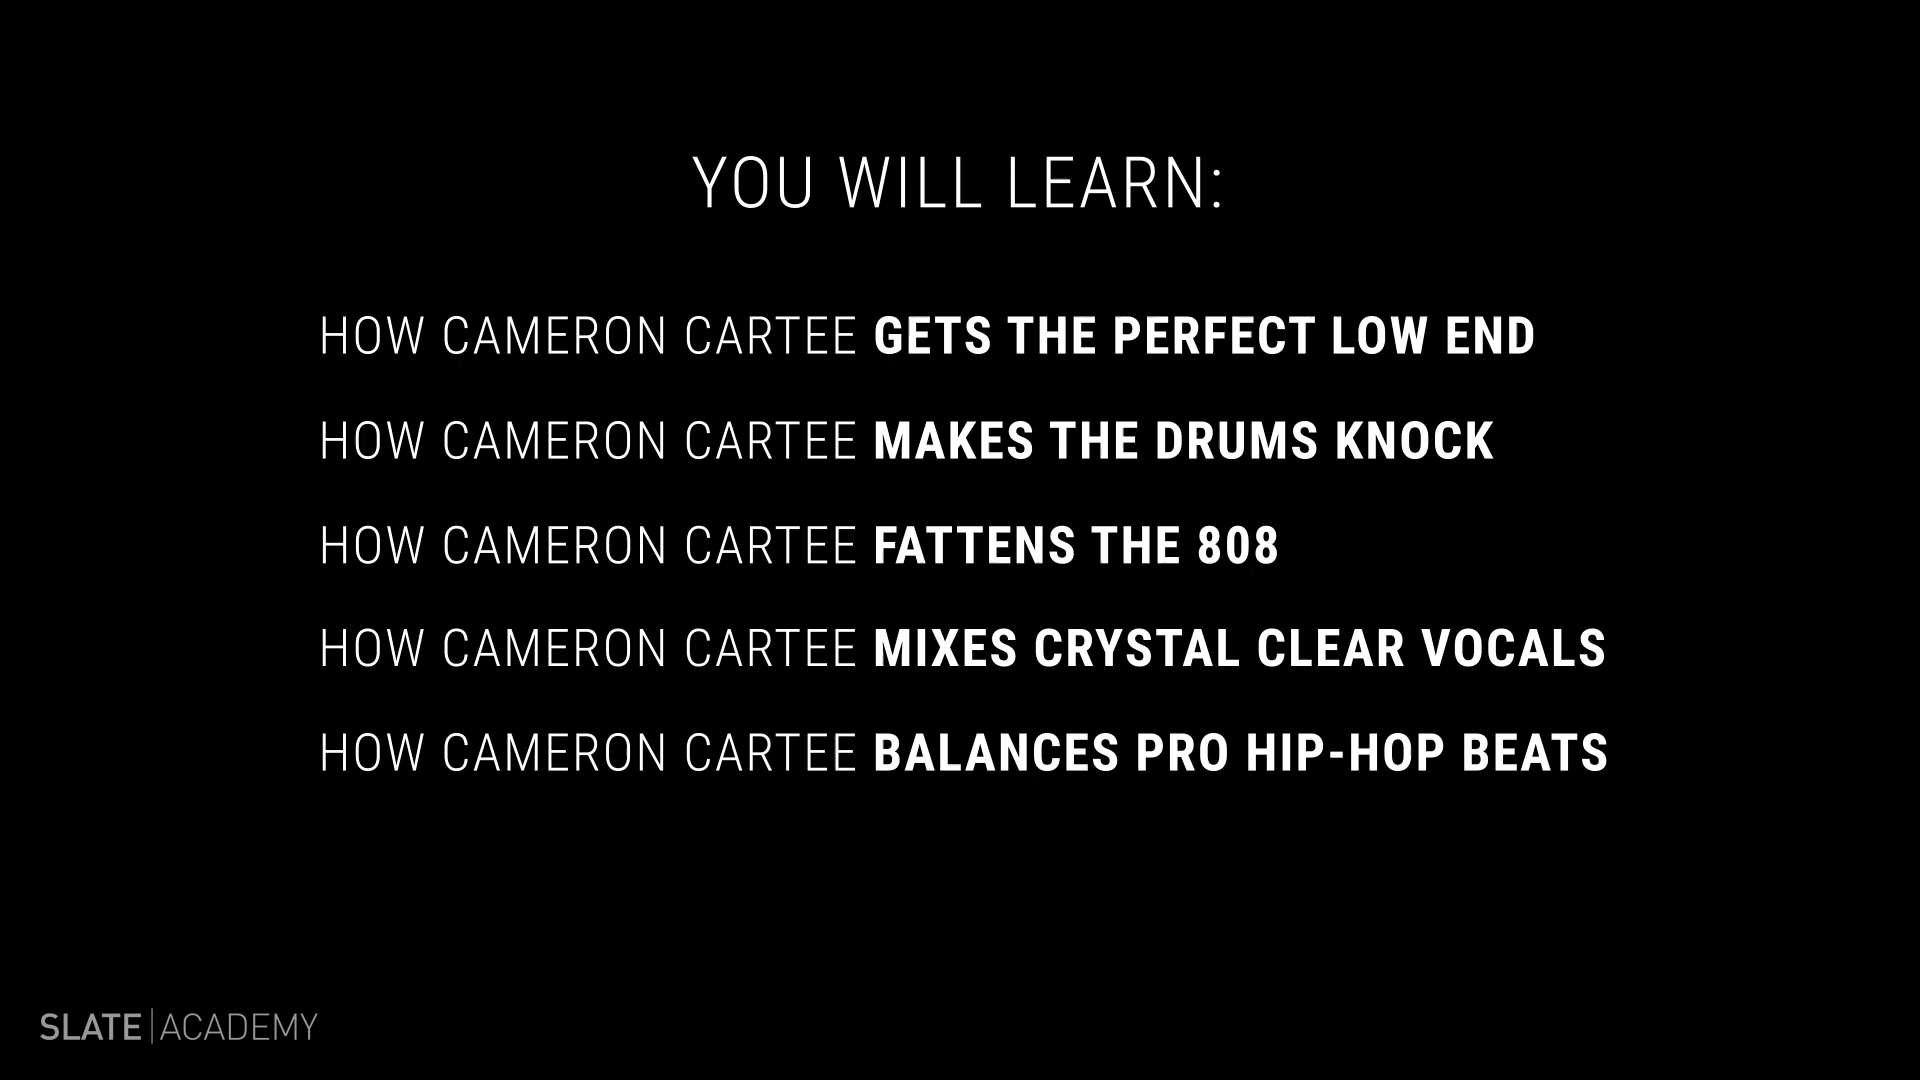 YOU WILL LEARN:
HOW CAMERON CARTEE GETS THE PERFECT LOW END
HOW CAMERON CARTEE MAKES THE DRUMS KNOCK
HOW CAMERON CARTEE FATTENS THE 808
HOW CAMERON CARTEE MIXES CRYSTAL CLEAR VOCALS
HOW CAMERON CARTEE BALANCES PRO HIP-HOP BEATS
SLATE|ACADEMY